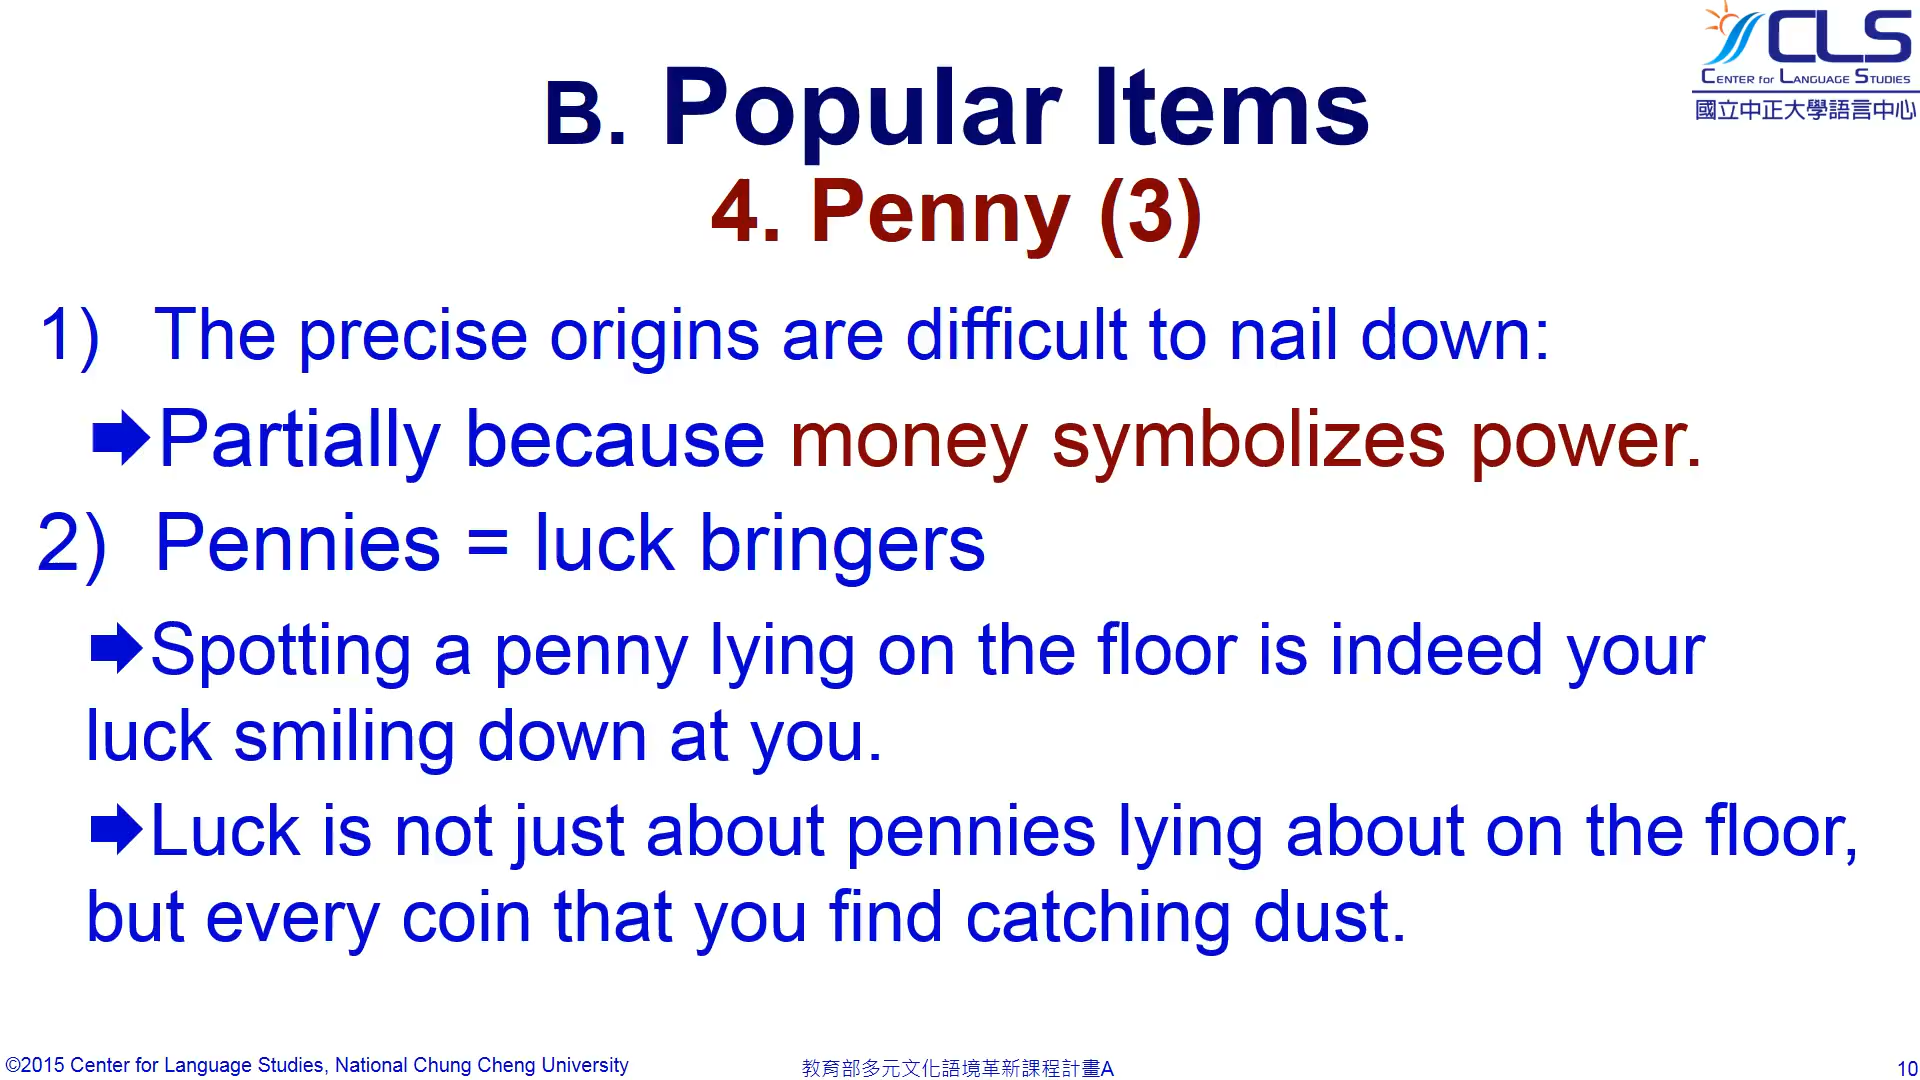 CLS
CENTER for LANGUAGE STUDIES
國立中正大學語言中心
B. Popular Items
4. Penny (3)
1) The precise origins are difficult to nail down:
➡Partially because money symbolizes power.
2) Pennies = luck bringers
➡Spotting a penny lying on the floor is indeed your
luck smiling down at you.
➡Luck is not just about pennies lying about on the floor,
but every coin that you find catching dust.
©2015 Center for Language Studies, National Chung Cheng University
教育部多元文化語境革新課程計畫A
10